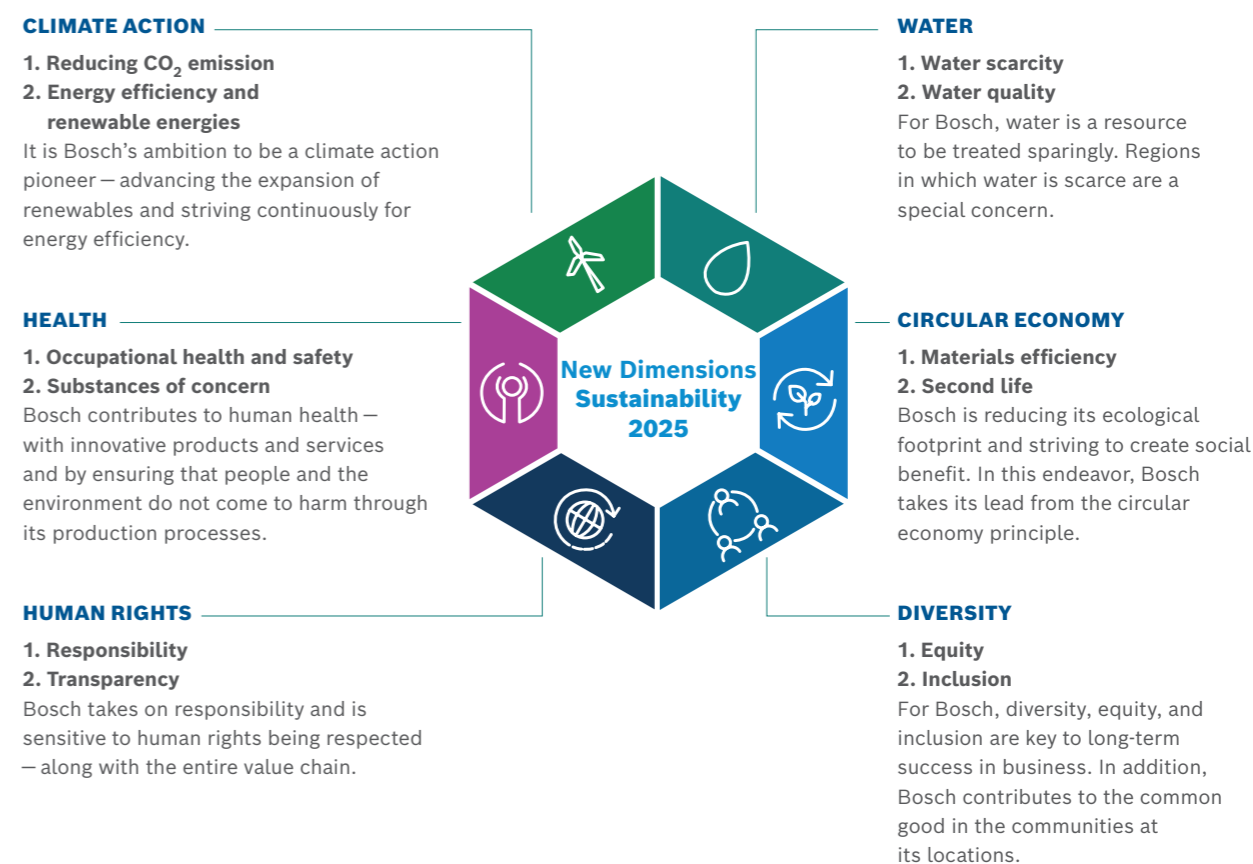 CLIMATE ACTION
1. Reducing CO₂ emission
2. Energy efficiency and
renewable energies
It is Bosch’s ambition to be a climate action
pioneer — advancing the expansion of
renewables and striving continuously for
energy efficiency.
WATER
1. Water scarcity
2. Water quality
For Bosch, water is a resource
to be treated sparingly. Regions
in which water is scarce are a
special concern.
HEALTH
1. Occupational health and safety
2. Substances of concern
Bosch contributes to human health —
with innovative products and services
and by ensuring that people and the
environment do not come to harm through
its production processes.
New Dimensions
Sustainability
2025
CIRCULAR ECONOMY
1. Materials efficiency
2. Second life
Bosch is reducing its ecological
footprint and striving to create social
benefit. In this endeavor, Bosch
takes its lead from the circular
economy principle.
HUMAN RIGHTS
1. Responsibility
2. Transparency
Bosch takes on responsibility and is
sensitive to human rights being respected
— along with the entire value chain.
DIVERSITY
1. Equity
2. Inclusion
For Bosch, diversity, equity, and
inclusion are key to long-term
success in business. In addition,
Bosch contributes to the common
good in the communities at
its locations.